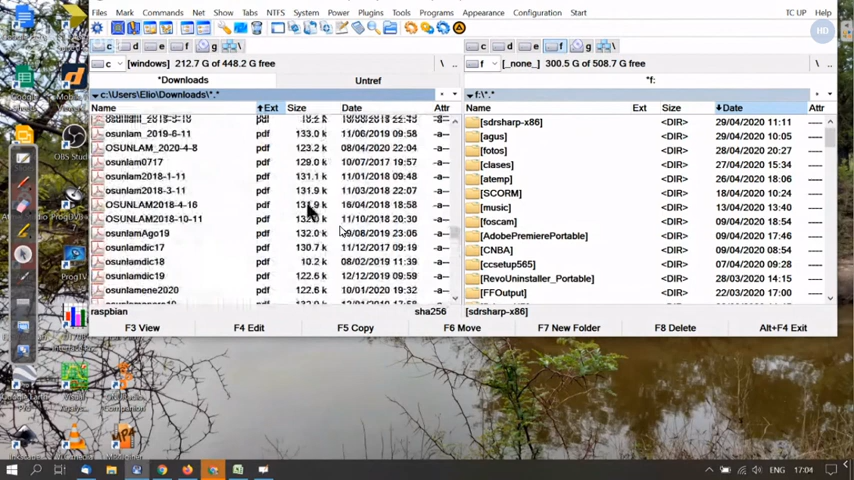 Files Mark Commands Net Show Tabs NTFS System Power Plugins Tools Programs Appearance Configuration Start TC UP Help
HD
c d e f g \
c d e f g \
c [windows] 212.7 G of 448.2 G free \ ..
f [_none_] 300.5 G of 508.7 G free \ ..
*Downloads Untref
*f:
c:\Users\Elio\Downloads\*.*
f:\*.*
Name Ext Size Date Attr
Name Ext Size <DIR> Date Attr
osunlam_2019-6-11 pdf 133.0 k 11/06/2019 09:58 -a--
OSUNLAM_2020-4-8 pdf 123.2 k 08/04/2020 22:04 -a--
osunlam0717 pdf 129.0 k 10/07/2017 19:57 -a--
osunlam2018-1-11 pdf 131.1 k 11/01/2018 09:48 -a--
osunlam2018-3-11 pdf 131.9 k 11/03/2018 22:07 -a--
OSUNLAM2018-4-16 pdf 16/04/2018 18:58 -a--
OSUNLAM2018-10-11 pdf 11/10/2018 20:30 -a--
osunlamAgo19 pdf 132.0 k 09/08/2019 23:06 -a--
osunlamdic17 pdf 130.7 k 11/12/2017 09:19 -a--
osunlamdic18 pdf 10.2 k 08/02/2019 11:39 -a--
osunlamdic19 pdf 122.6 k 12/12/2019 09:59 -a--
osunlamene2020 pdf 122.6 k 10/01/2020 19:32 -a--
[sdrsharp-x86] <DIR> 29/04/2020 11:11 ----
[agus] <DIR> 29/04/2020 10:05 ----
[fotos] <DIR> 28/04/2020 20:27 ----
[clases] <DIR> 27/04/2020 15:34 ----
[atemp] <DIR> 26/04/2020 18:56 ----
[SCORM] <DIR> 18/04/2020 10:24 ----
[music] <DIR> 13/04/2020 13:40 ----
[foscam] <DIR> 09/04/2020 18:54 ----
[AdobePremierePortable] <DIR> 09/04/2020 17:46 ----
[CNBA] <DIR> 09/04/2020 08:54 ----
[ccsetup565] <DIR> 07/04/2020 09:28 ----
[RevoUninstaller_Portable] <DIR> 28/03/2020 14:15 ----
[FFOutput] <DIR> 22/03/2020 17:00 ----
raspbian sha256
[sdrsharp-x86]
F3 View F4 Edit F5 Copy F6 Move F7 New Folder F8 Delete Alt+F4 Exit
OBS Studio
ENG 17:04